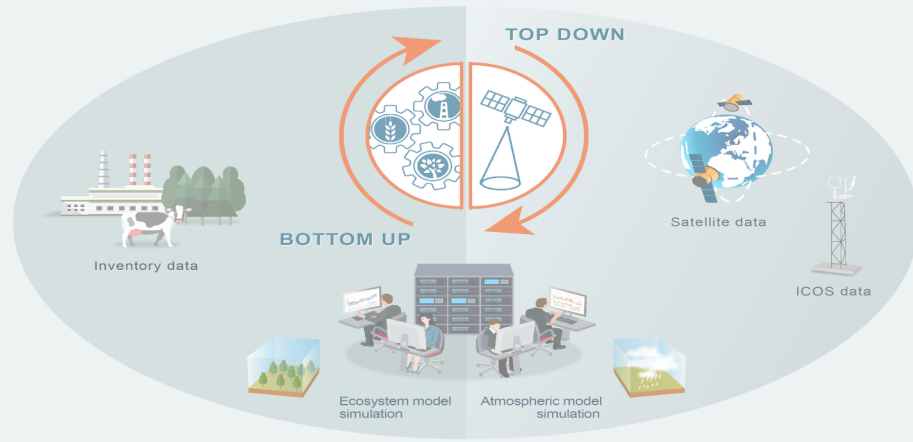 TOP DOWN
BOTTOM UP
Inventory data
Satellite data
ICOS data
Ecosystem model
simulation
Atmospheric model
simulation